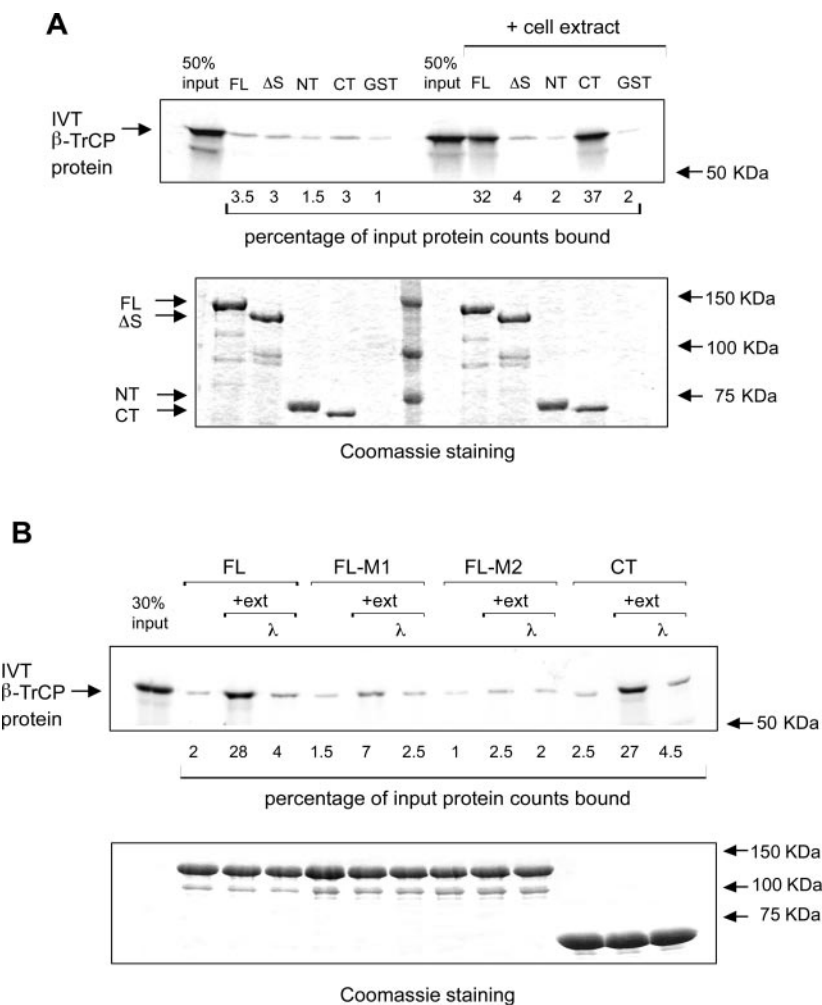 A
+ cell extract
50% input FL ΔS NT CT GST 50% input FL ΔS NT CT GST
IVT β-TrCP protein
50 KDa
3.5 3 1.5 3 1 32 4 2 37 2
percentage of input protein counts bound
FL
ΔS
NT
CT
150 KDa
100 KDa
75 KDa
Coomassie staining
B
FL FL-M1 FL-M2 CT
30% input +ext +ext +ext +ext
λ λ λ λ
IVT β-TrCP protein
50 KDa
2 28 4 1.5 7 2.5 1 2.5 2 2.5 27 4.5
percentage of input protein counts bound
150 KDa
100 KDa
75 KDa
Coomassie staining